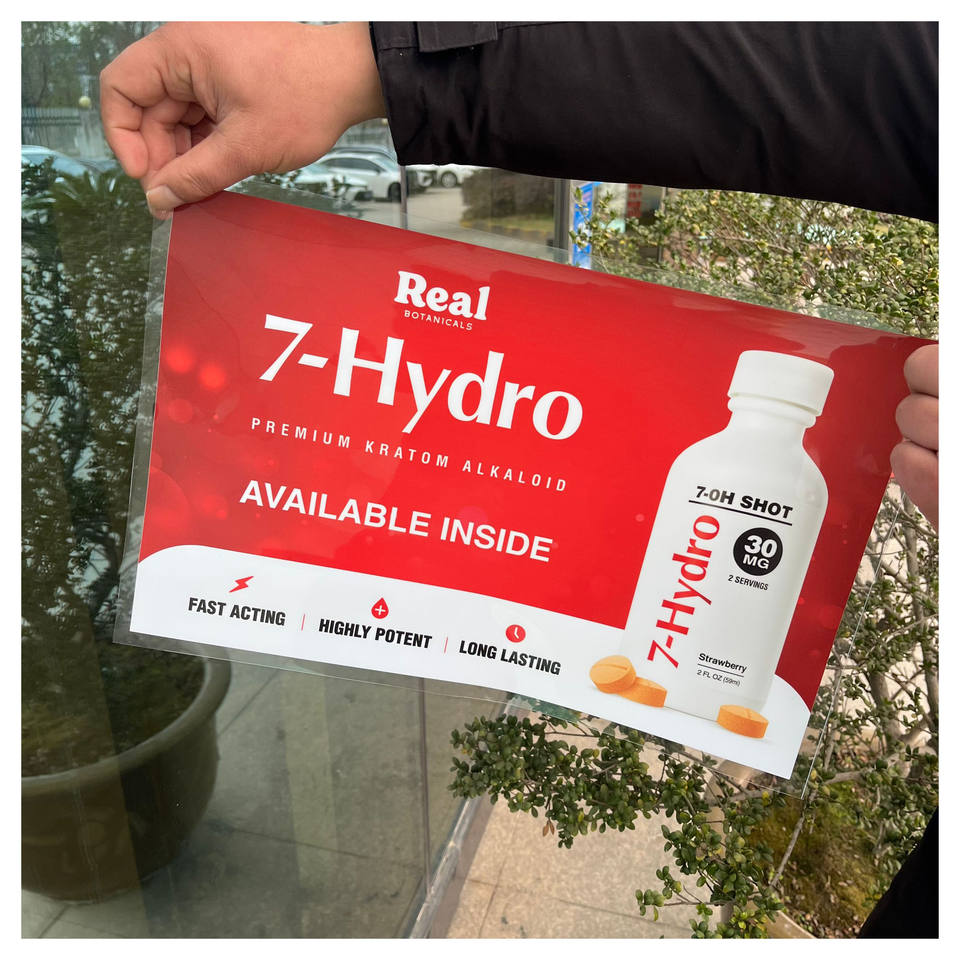 Real
BOTANICALS
7-Hydro
PREMIUM KRATOM ALKALOID
AVAILABLE INSIDE
FAST ACTING
HIGHLY POTENT
LONG LASTING
7-OH SHOT
7-Hydro
30
MG
2 SERVINGS
Strawberry
2 FL OZ (59ml)